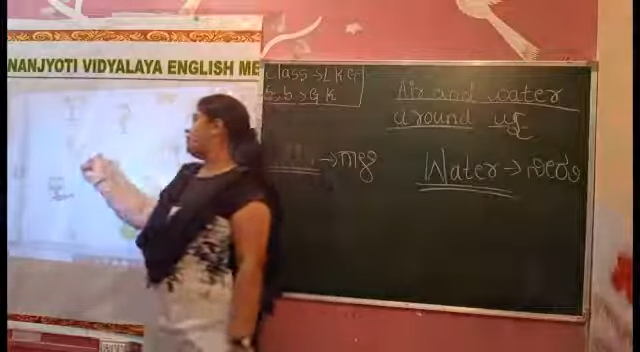 NANJYOTI VIDYALAYA ENGLISH ME
Class → LKG
Sub → GK
Air and water
around us
→ ಗಾಳಿ
Water → ನೀರು